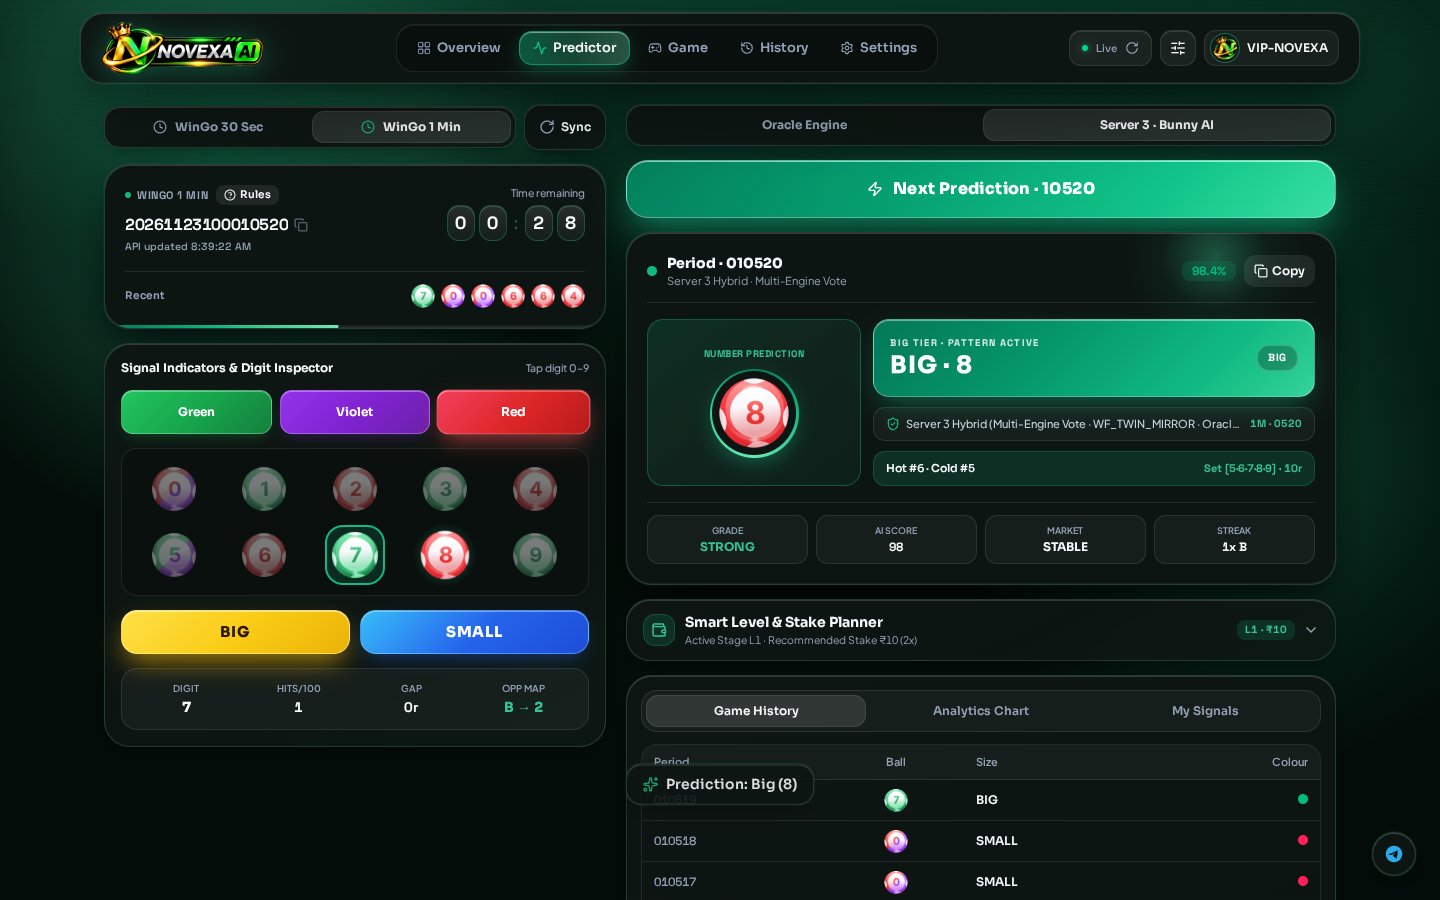 NOVEXA AI
Overview
Predictor
Game
History
Settings
Live
VIP-NOVEXA
WinGo 30 Sec
WinGo 1 Min
Sync
WINGO 1 MIN
Rules
Time remaining
20261123100010520
0 0 : 2 8
API updated 8:39:22 AM
Recent
7 0 0 6 6 4
Signal Indicators & Digit Inspector
Tap digit 0–9
Green
Violet
Red
0 1 2 3 4
5 6 7 8 9
BIG
SMALL
DIGIT
7
HITS/100
1
GAP
0r
OPP MAP
B → 2
Oracle Engine
Server 3 · Bunny AI
Next Prediction · 10520
Period · 010520
Server 3 Hybrid · Multi-Engine Vote
98.4%
Copy
NUMBER PREDICTION
8
BIG TIER · PATTERN ACTIVE
BIG · 8
BIG
Server 3 Hybrid (Multi-Engine Vote · WF_TWIN_MIRROR · Oracl...
1M · 0520
Hot #6 · Cold #5
Set [5·6·7·8·9] · 10r
GRADE
STRONG
AI SCORE
98
MARKET
STABLE
STREAK
1x B
Smart Level & Stake Planner
Active Stage L1 · Recommended Stake ₹10 (2x)
L1 · ₹10
Game History
Analytics Chart
My Signals
Period
Ball
Size
Colour
Prediction: Big (8)
010519
7
BIG
010518
0
SMALL
010517
0
SMALL